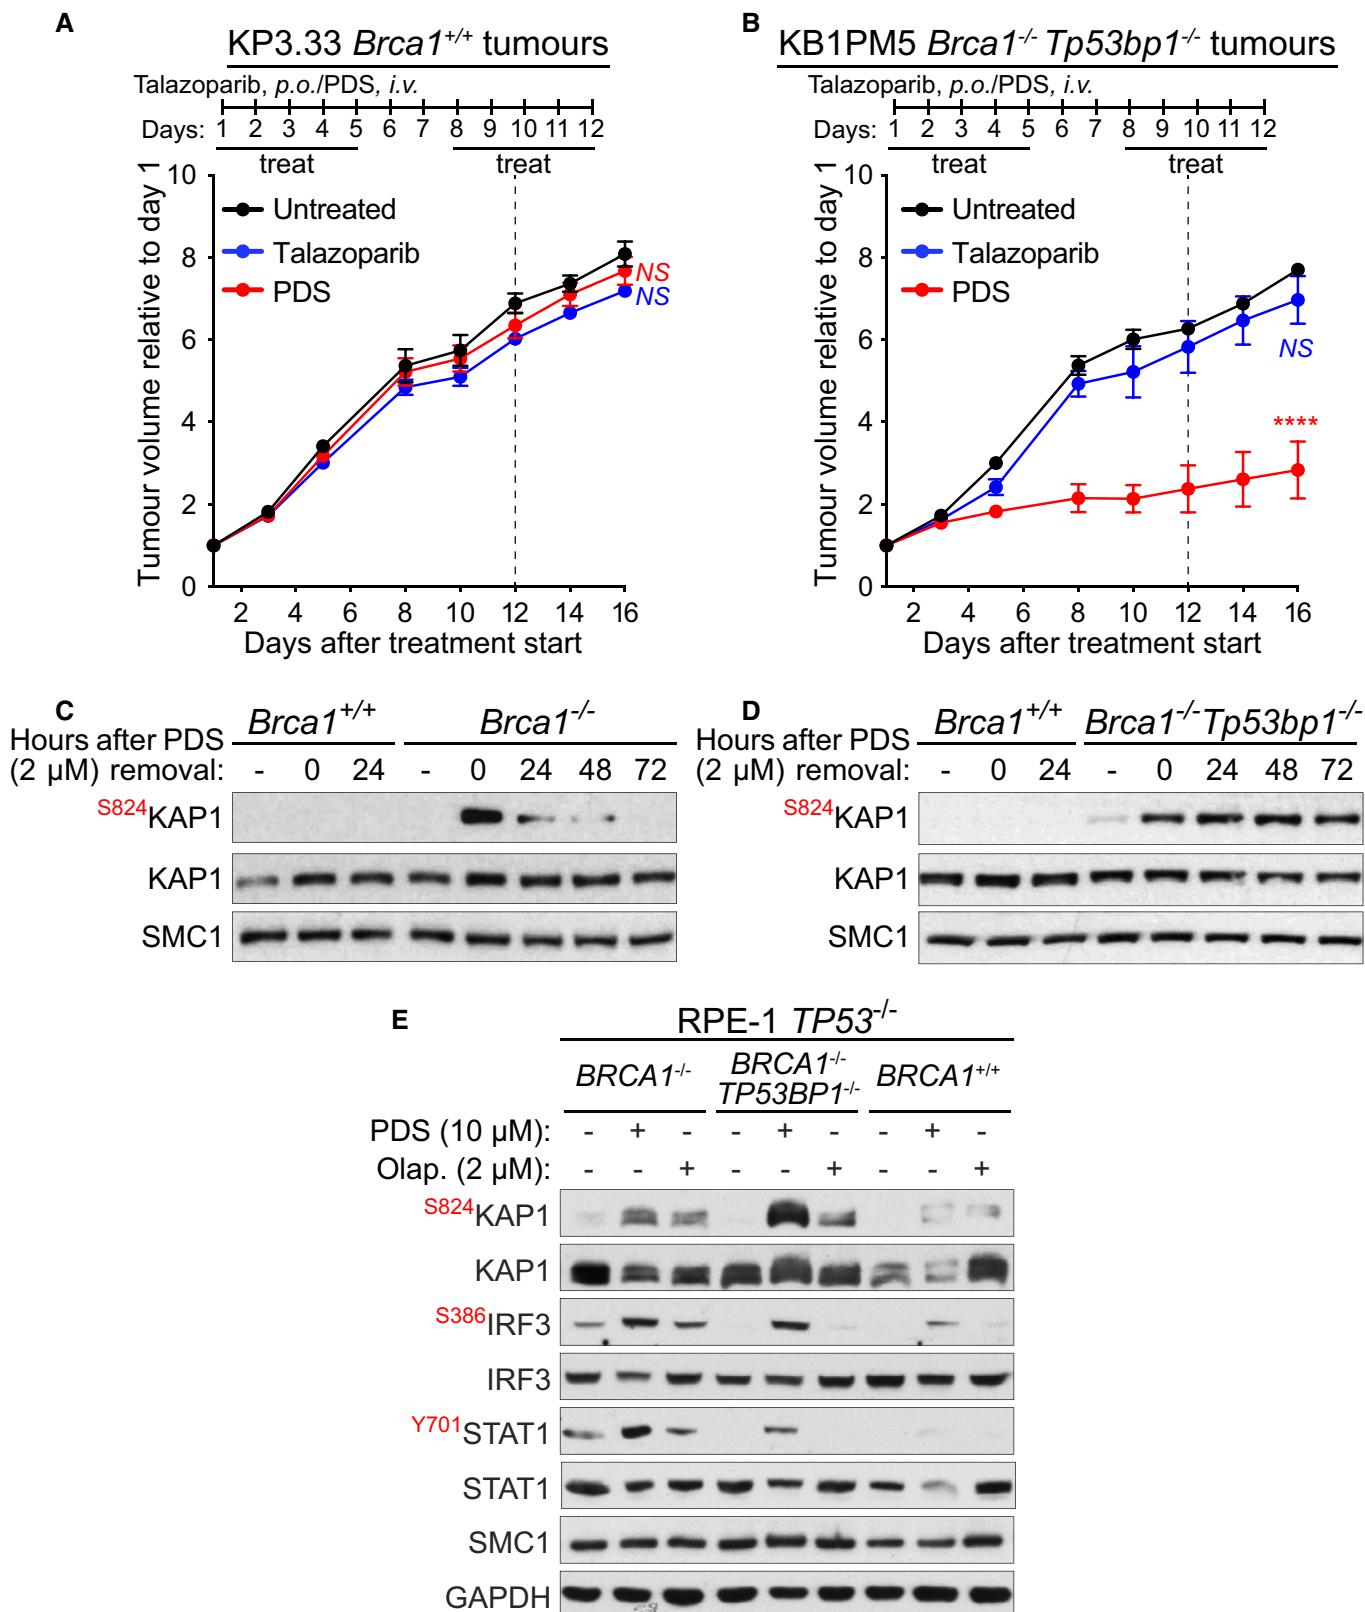 A
KP3.33 Brca1+/+ tumours
Talazoparib, p.o./PDS, i.v.
Days: 1 2 3 4 5 6 7 8 9 10 11 12
treat treat
Tumour volume relative to day 1
10
8
6
4
2
0
Untreated
Talazoparib
PDS
NS
NS
2 4 6 8 10 12 14 16
Days after treatment start
B
KB1PM5 Brca1-/- Tp53bp1-/- tumours
Talazoparib, p.o./PDS, i.v.
Days: 1 2 3 4 5 6 7 8 9 10 11 12
treat treat
Tumour volume relative to day 1
10
8
6
4
2
0
Untreated
Talazoparib
PDS
NS
****
2 4 6 8 10 12 14 16
Days after treatment start
C
Brca1+/+ Brca1-/-
Hours after PDS
(2 µM) removal: - 0 24 - 0 24 48 72
S824KAP1
KAP1
SMC1
D
Brca1+/+ Brca1-/-Tp53bp1-/-
Hours after PDS
(2 µM) removal: - 0 24 - 0 24 48 72
S824KAP1
KAP1
SMC1
E
RPE-1 TP53-/-
BRCA1-/- BRCA1-/- TP53BP1-/- BRCA1+/+
PDS (10 µM): - + - - + - - + -
Olap. (2 µM): - - + - - + - - +
S824KAP1
KAP1
S386IRF3
IRF3
Y701STAT1
STAT1
SMC1
GAPDH